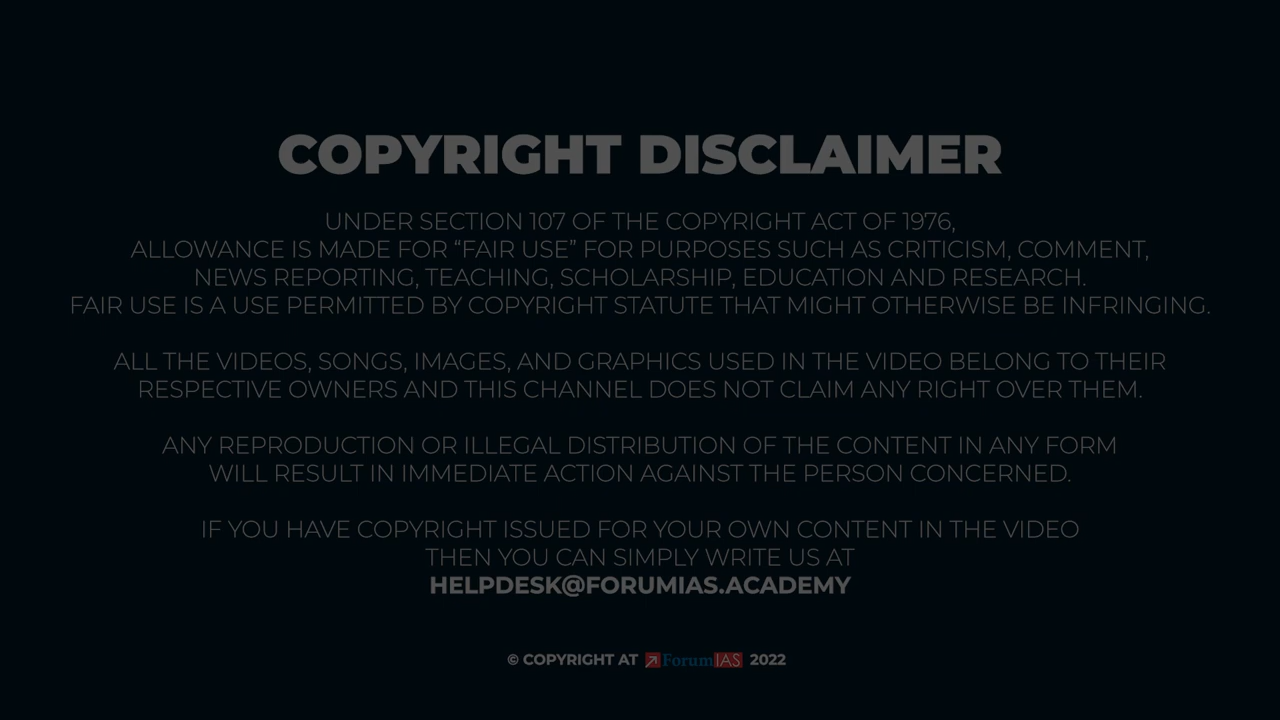 COPYRIGHT DISCLAIMER
UNDER SECTION 107 OF THE COPYRIGHT ACT OF 1976,
ALLOWANCE IS MADE FOR “FAIR USE” FOR PURPOSES SUCH AS CRITICISM, COMMENT,
NEWS REPORTING, TEACHING, SCHOLARSHIP, EDUCATION AND RESEARCH.
FAIR USE IS A USE PERMITTED BY COPYRIGHT STATUTE THAT MIGHT OTHERWISE BE INFRINGING.
ALL THE VIDEOS, SONGS, IMAGES, AND GRAPHICS USED IN THE VIDEO BELONG TO THEIR
RESPECTIVE OWNERS AND THIS CHANNEL DOES NOT CLAIM ANY RIGHT OVER THEM.
ANY REPRODUCTION OR ILLEGAL DISTRIBUTION OF THE CONTENT IN ANY FORM
WILL RESULT IN IMMEDIATE ACTION AGAINST THE PERSON CONCERNED.
IF YOU HAVE COPYRIGHT ISSUED FOR YOUR OWN CONTENT IN THE VIDEO
THEN YOU CAN SIMPLY WRITE US AT
HELPDESK@FORUMIAS.ACADEMY
© COPYRIGHT AT ForumIAS 2022